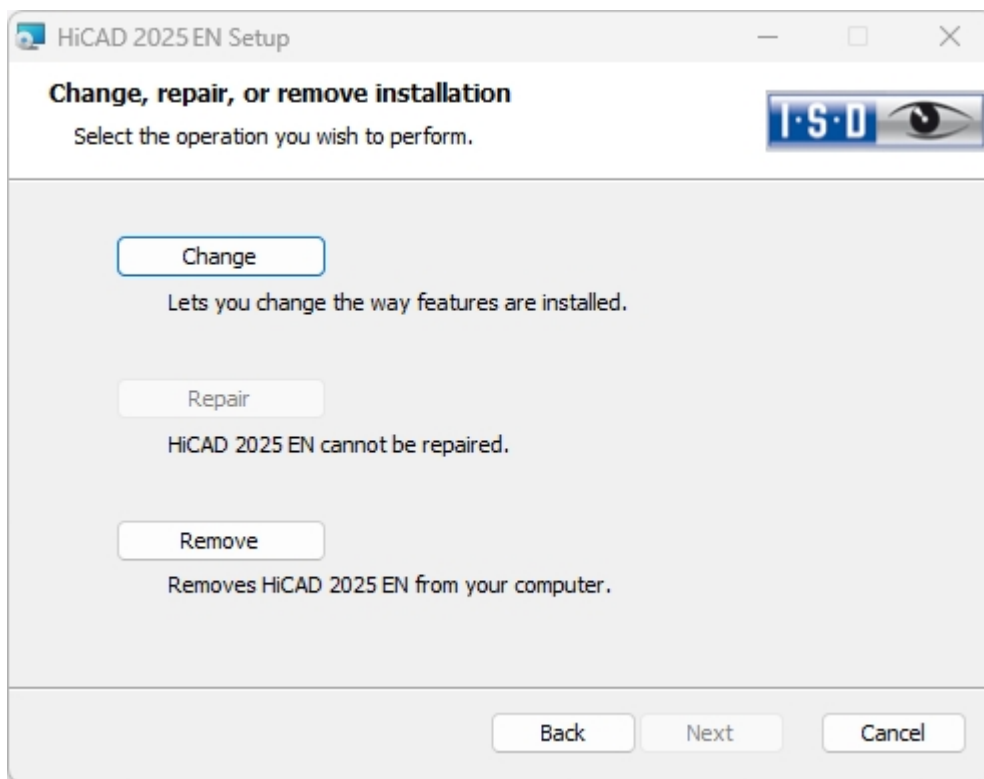 HiCAD 2025 EN Setup
Change, repair, or remove installation
Select the operation you wish to perform.
I·S·D
Change
Lets you change the way features are installed.
Repair
HiCAD 2025 EN cannot be repaired.
Remove
Removes HiCAD 2025 EN from your computer.
Back Next Cancel